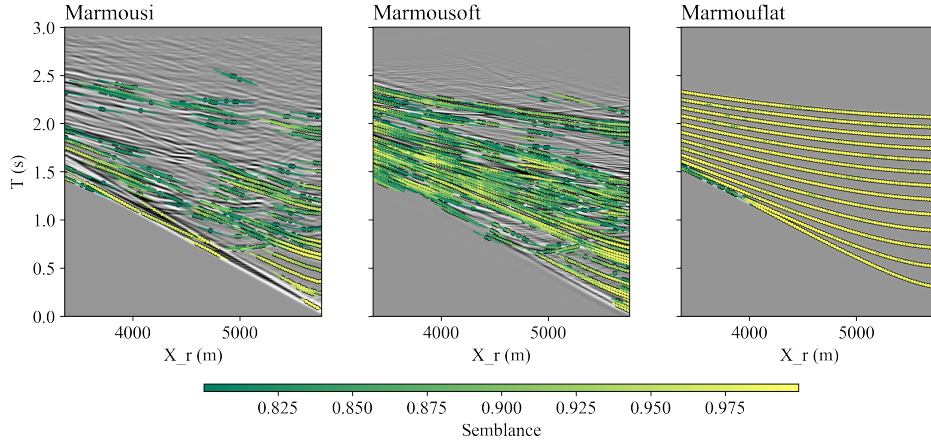 Marmousi
Marmousoft
Marmouflat
3.0
2.5
2.0
1.5
1.0
0.5
0.0
T (s)
4000 5000
4000 5000
4000 5000
X_r (m)
X_r (m)
X_r (m)
0.825 0.850 0.875 0.900 0.925 0.950 0.975
Semblance